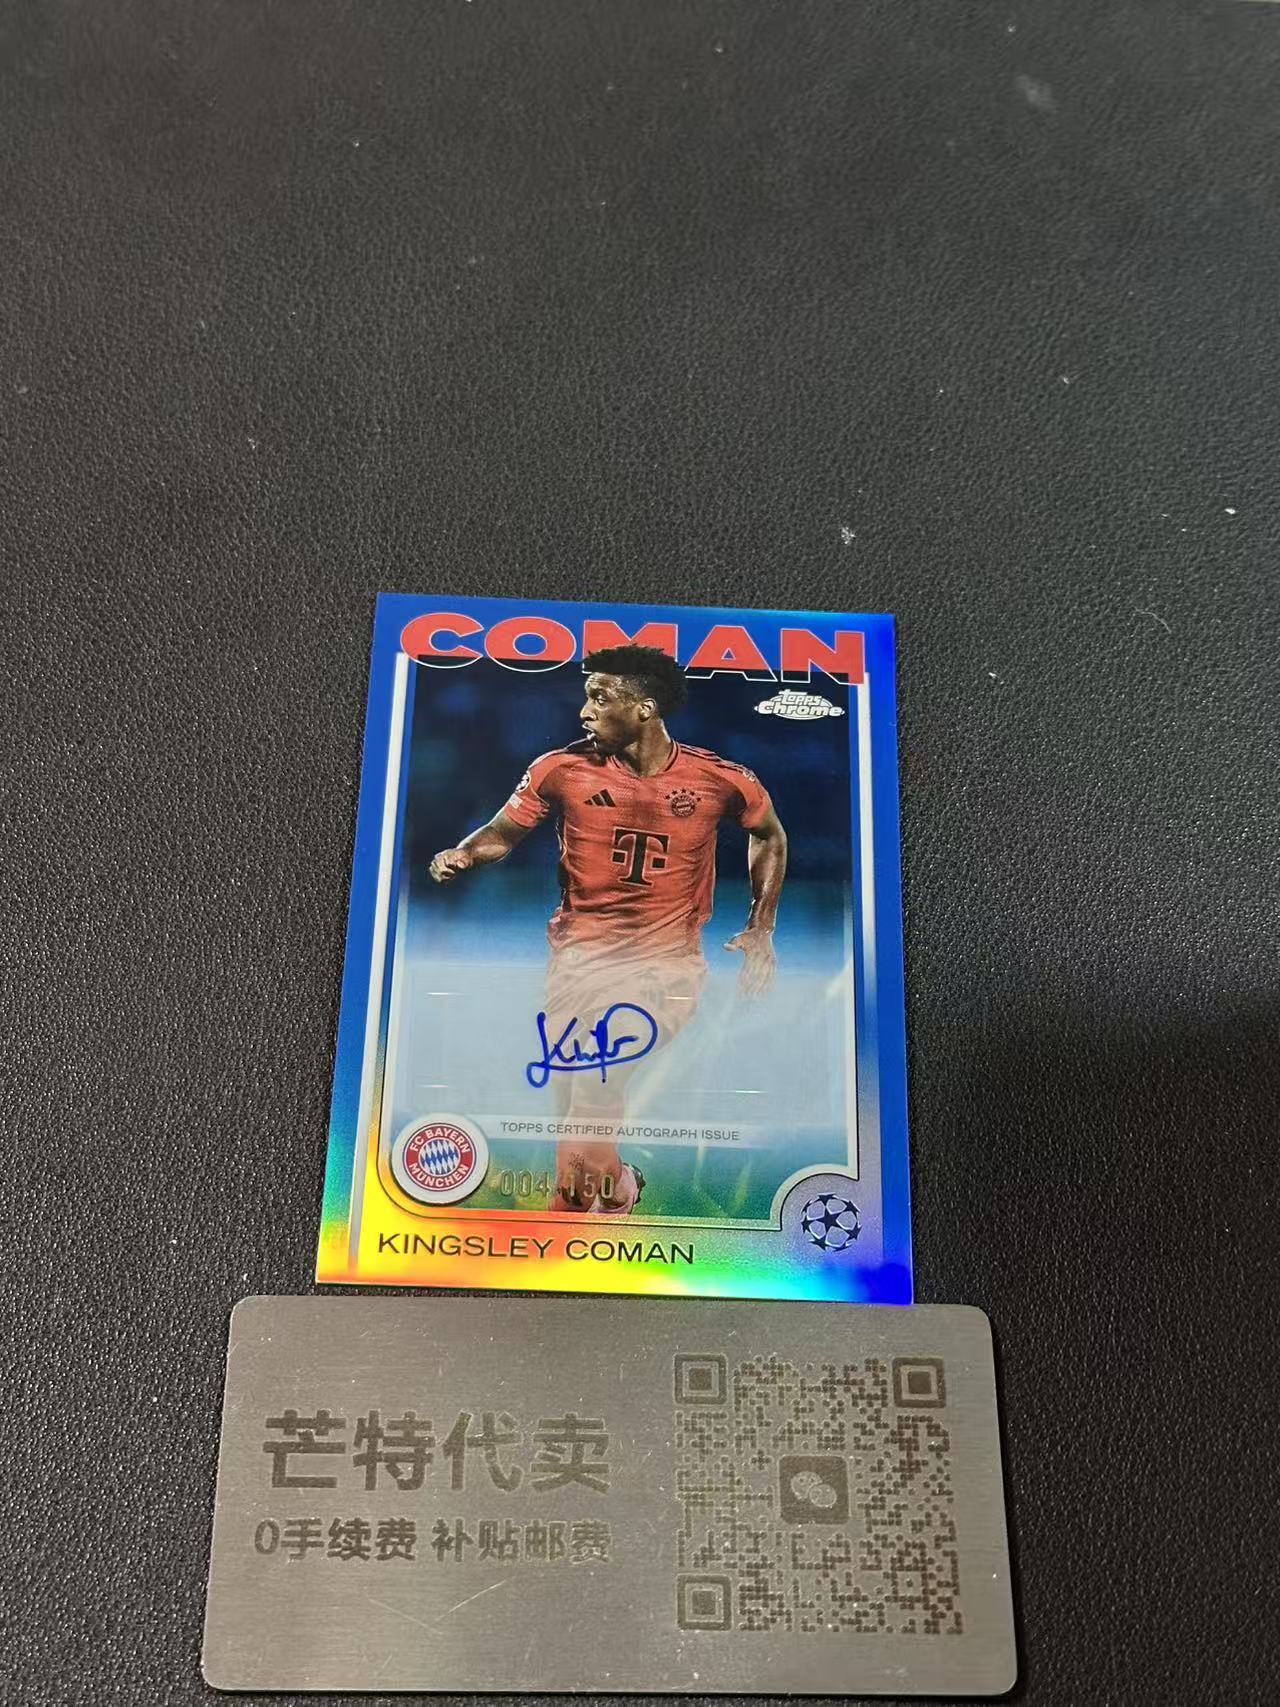 COMAN
Topps
Chrome
T
TOPPS CERTIFIED AUTOGRAPH ISSUE
FC BAYERN
MÜNCHEN
004/150
KINGSLEY COMAN
芒特代卖
0手续费 补贴邮费